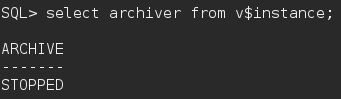 SQL> select archiver from v$instance;
ARCHIVE
-------
STOPPED